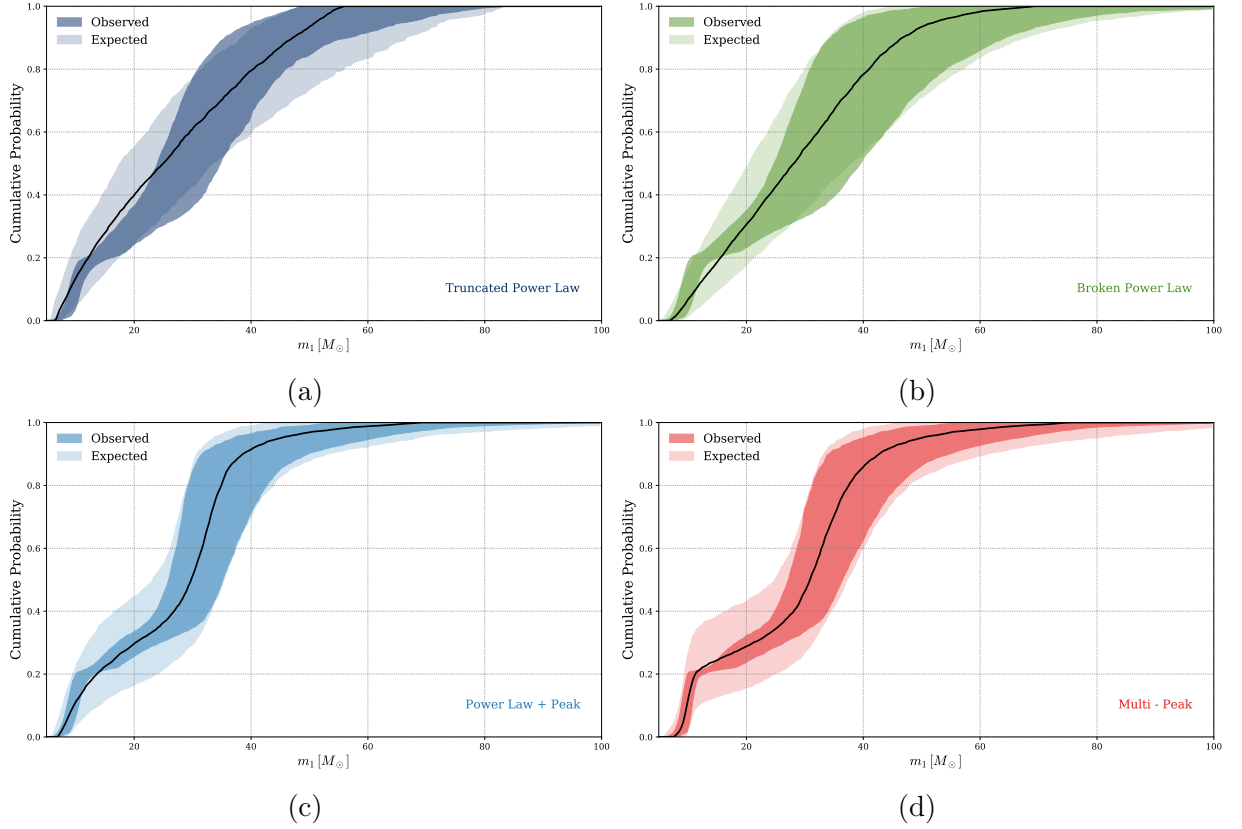 Observed
Expected
Cumulative Probability
1.0
0.8
0.6
0.4
0.2
0.0
20
40
60
80
100
m₁ [M⊙]
Truncated Power Law
(a)
Observed
Expected
Cumulative Probability
1.0
0.8
0.6
0.4
0.2
0.0
20
40
60
80
100
m₁ [M⊙]
Broken Power Law
(b)
Observed
Expected
Cumulative Probability
1.0
0.8
0.6
0.4
0.2
0.0
20
40
60
80
100
m₁ [M⊙]
Power Law + Peak
(c)
Observed
Expected
Cumulative Probability
1.0
0.8
0.6
0.4
0.2
0.0
20
40
60
80
100
m₁ [M⊙]
Multi - Peak
(d)